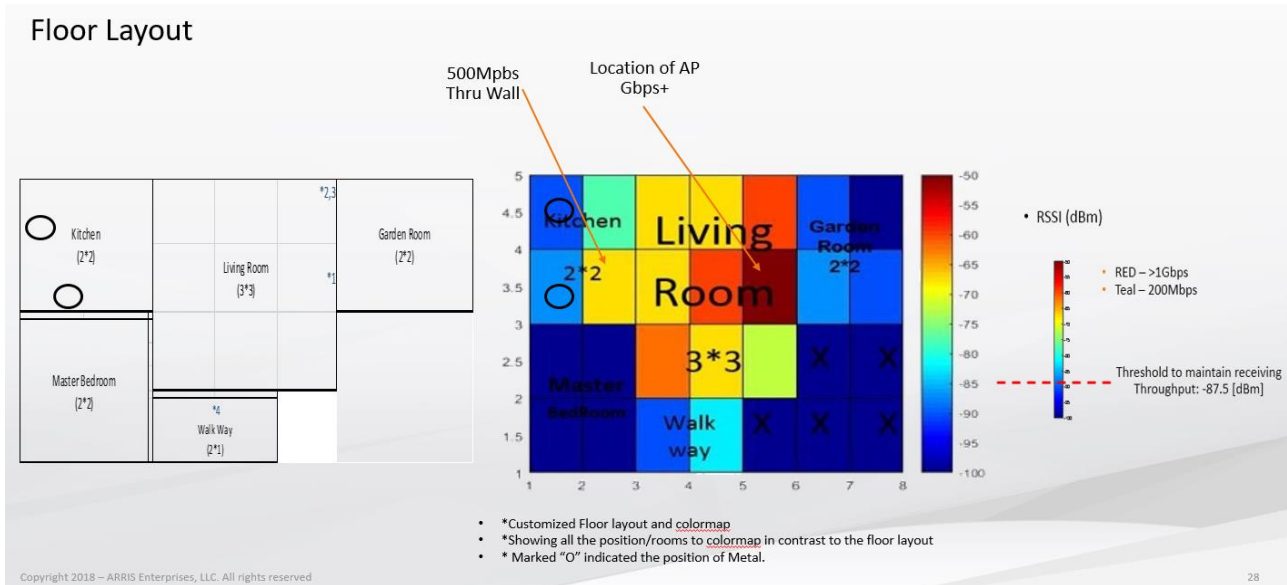 Floor Layout
500Mpbs
Thru Wall
Location of AP
Gbps+
Kitchen
(2*2)
Living Room
(3*3)
*2,3
*1
Garden Room
(2*2)
Master Bedroom
(2*2)
*4
Walk Way
(2*1)
5
4.5
4
3.5
3
2.5
2
1.5
1
1 2 3 4 5 6 7 8
Kitchen
2*2
Living
Room
3*3
Garden
Room
2*2
Master
BedRoom
Walk
way
X X
X X X
-50
-55
-60
-65
-70
-75
-80
-85
-90
-95
-100
• RSSI (dBm)
• RED – >1Gbps
• Teal – 200Mbps
Threshold to maintain receiving
Throughput: -87.5 [dBm]
• *Customized Floor layout and colormap
• *Showing all the position/rooms to colormap in contrast to the floor layout
• * Marked “O” indicated the position of Metal.
Copyright 2018 – ARRIS Enterprises, LLC. All rights reserved
28